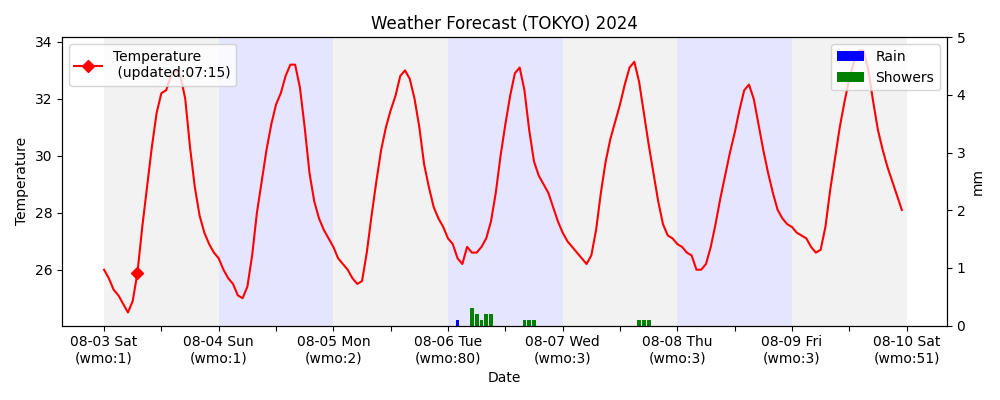 Weather Forecast (TOKYO) 2024
Temperature
(updated:07:15)
Rain
Showers
34
32
30
28
26
Temperature
5
4
3
2
1
0
mm
08-03 Sat
(wmo:1)
08-04 Sun
(wmo:1)
08-05 Mon
(wmo:2)
08-06 Tue
(wmo:80)
08-07 Wed
(wmo:3)
08-08 Thu
(wmo:3)
08-09 Fri
(wmo:3)
08-10 Sat
(wmo:51)
Date